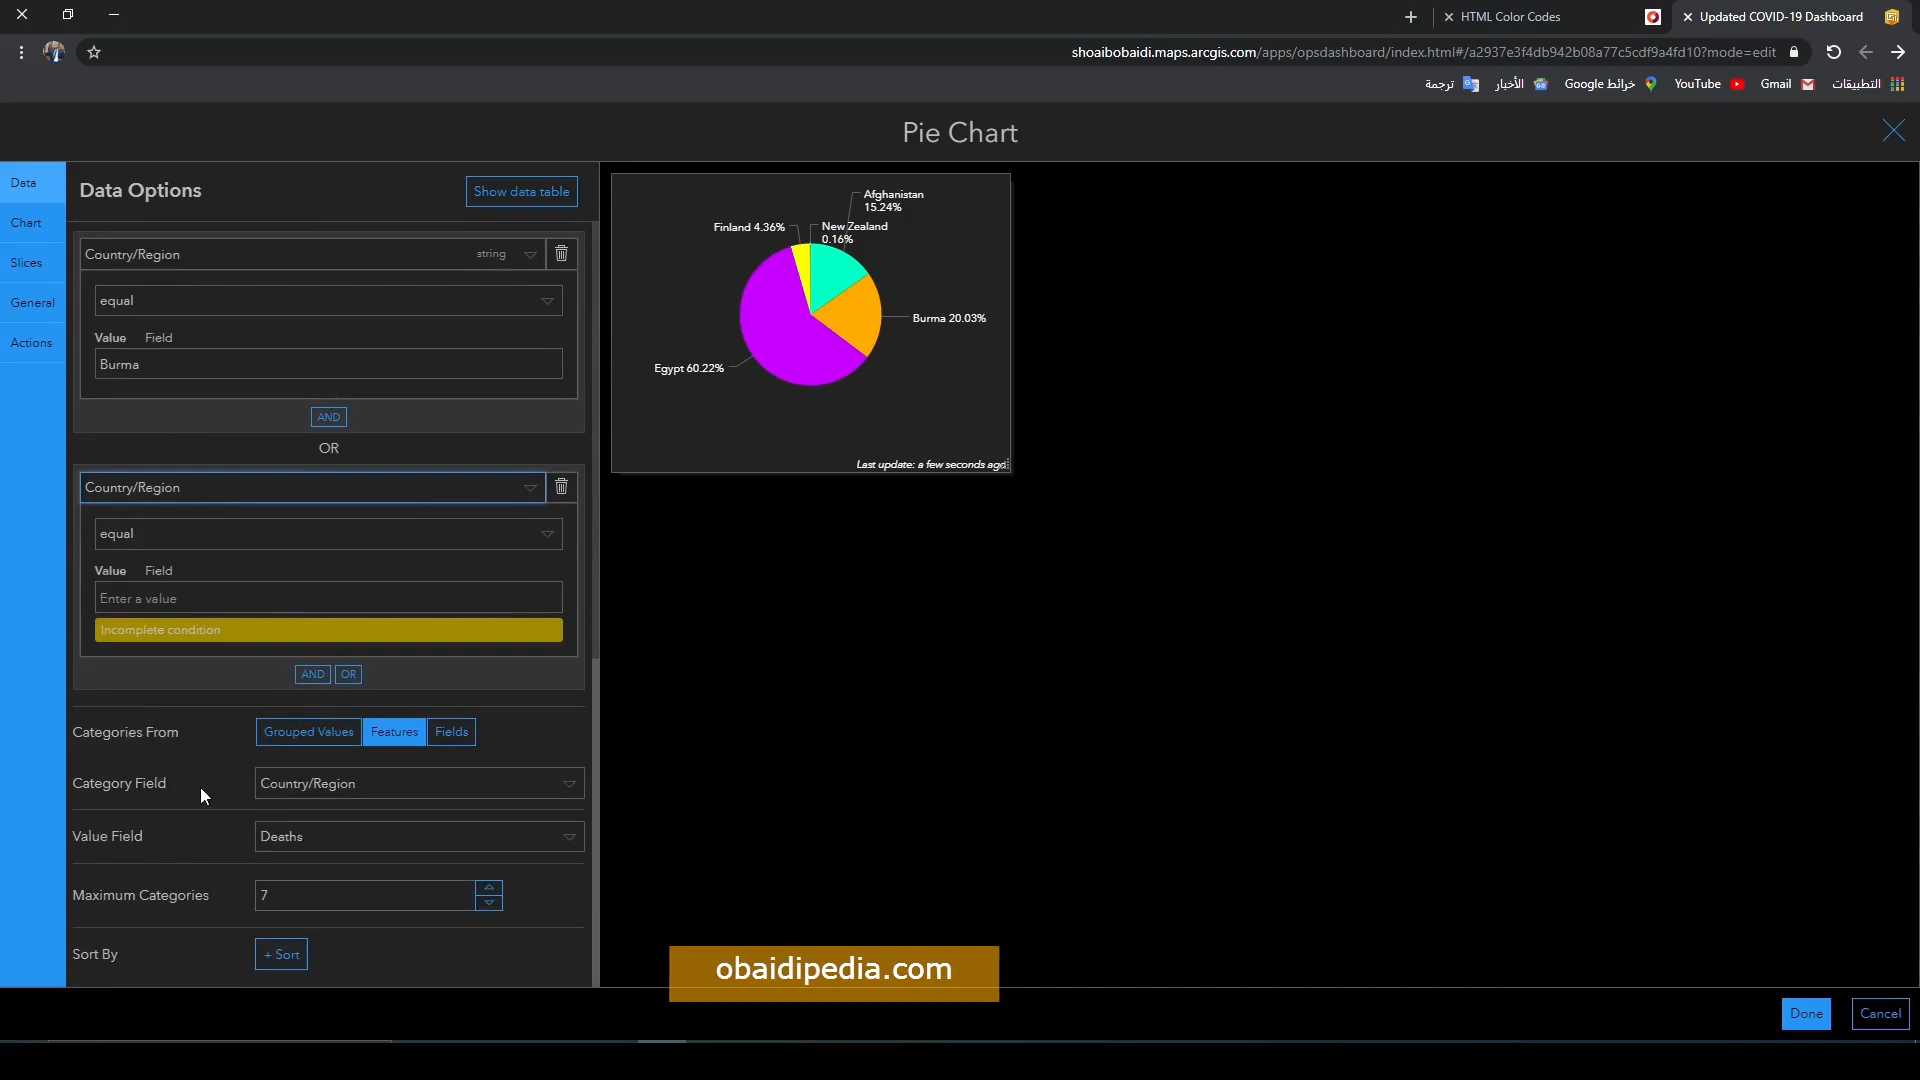 HTML Color Codes
Updated COVID-19 Dashboard
shoaibobaidi.maps.arcgis.com/apps/opsdashboard/index.html#/a2937e3f4db942b08a77c5cdf9a4fd10?mode=edit
ترجمة
الأخبار
خرائط Google
YouTube
Gmail
التطبيقات
Pie Chart
Data
Chart
Slices
General
Actions
Data Options
Show data table
Country/Region
string
equal
Value Field
Burma
AND
OR
Country/Region
equal
Value Field
Enter a value
Incomplete condition
AND OR
Categories From
Grouped Values Features Fields
Category Field
Country/Region
Value Field
Deaths
Maximum Categories
7
Sort By
+ Sort
Afghanistan
15.24%
Finland 4.36%
New Zealand
0.16%
Burma 20.03%
Egypt 60.22%
Last update: a few seconds ago
obaidipedia.com
Done
Cancel